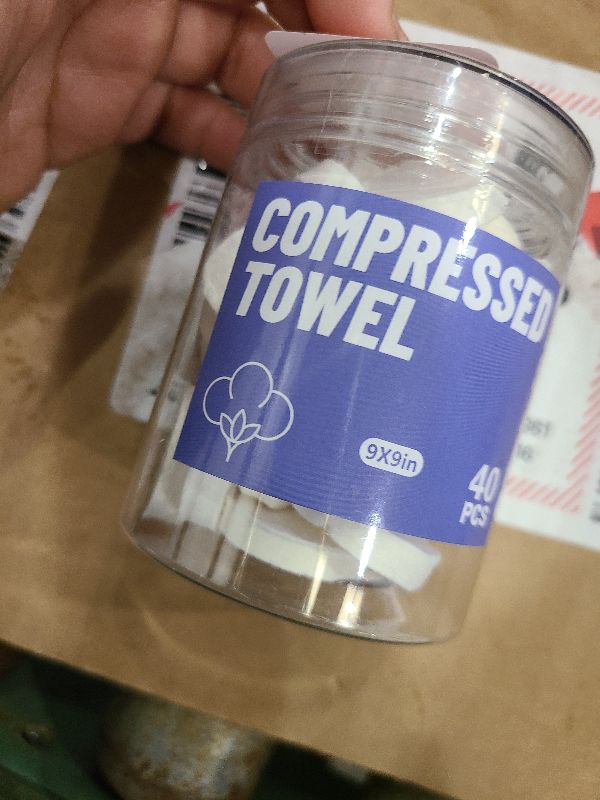 COMPRESSED
TOWEL
9X9in
40
PCS